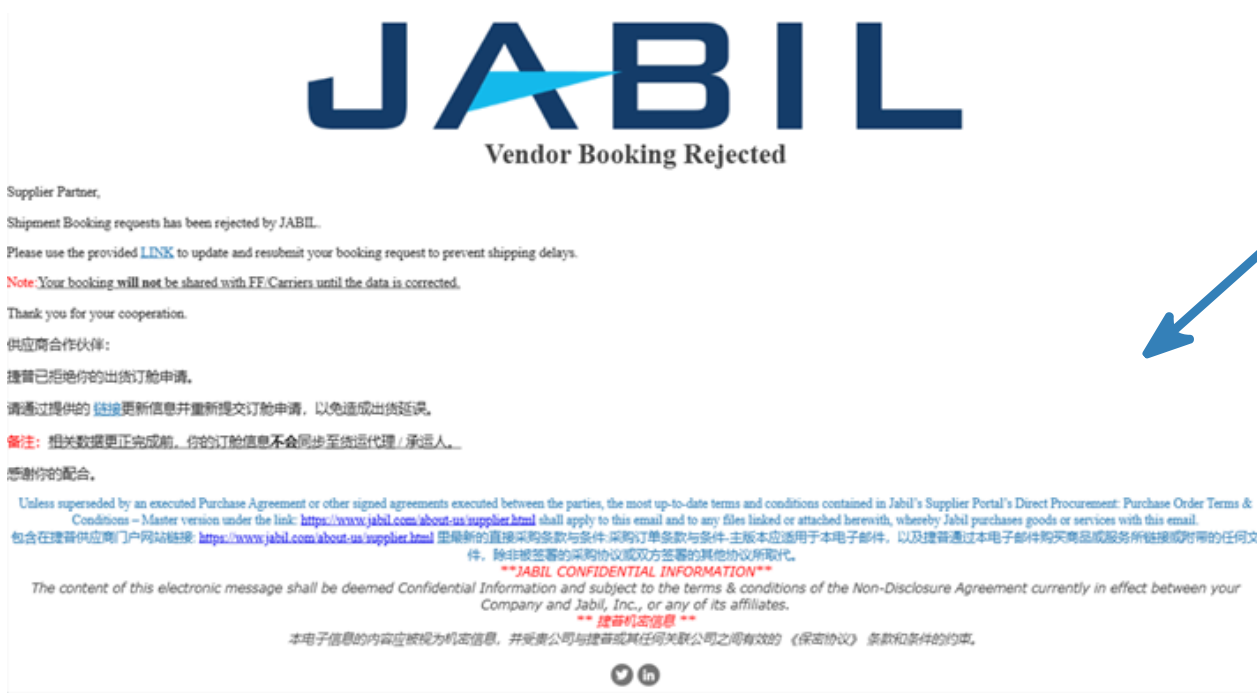 JABIL
Vendor Booking Rejected
Supplier Partner,
Shipment Booking requests has been rejected by JABIL.
Please use the provided LINK to update and resubmit your booking request to prevent shipping delays.
Note:Your booking will not be shared with FF/Carriers until the data is corrected.
Thank you for your cooperation.
供应商合作伙伴：
捷普已拒绝你的出货订舱申请。
请通过提供的 链接更新信息并重新提交订舱申请，以免造成出货延误。
备注：相关数据更正完成前，你的订舱信息不会同步至货运代理 / 承运人。
感谢你的配合。
Unless superseded by an executed Purchase Agreement or other signed agreements executed between the parties, the most up-to-date terms and conditions contained in Jabil's Supplier Portal's Direct Procurement: Purchase Order Terms &
Conditions – Master version under the link: https://www.jabil.com/about-us/supplier.html shall apply to this email and to any files linked or attached herewith, whereby Jabil purchases goods or services with this email.
包含在捷普供应商门户网站链接: https://www.jabil.com/about-us/supplier.html 里最新的直接采购条款与条件:采购订单条款与条件-主版本应适用于本电子邮件，以及捷普通过本电子邮件购买商品或服务所链接或附带的任何文
件，除非被签署的采购协议或双方签署的其他协议所取代。
**JABIL CONFIDENTIAL INFORMATION**
The content of this electronic message shall be deemed Confidential Information and subject to the terms & conditions of the Non-Disclosure Agreement currently in effect between your
Company and Jabil, Inc., or any of its affiliates.
** 捷普机密信息 **
本电子信息的内容应被视为机密信息，并受贵公司与捷普或其任何关联公司之间有效的 《保密协议》 条款和条件的约束。
in